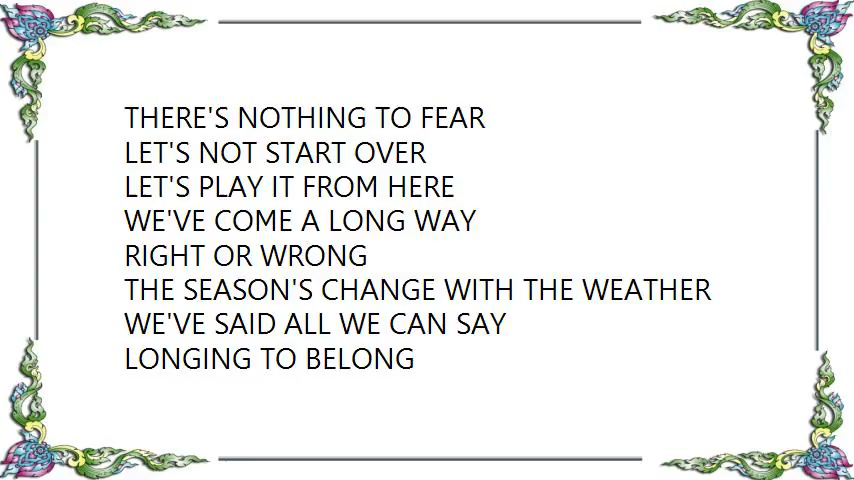 THERE'S NOTHING TO FEAR
LET'S NOT START OVER
LET'S PLAY IT FROM HERE
WE'VE COME A LONG WAY
RIGHT OR WRONG
THE SEASON'S CHANGE WITH THE WEATHER
WE'VE SAID ALL WE CAN SAY
LONGING TO BELONG